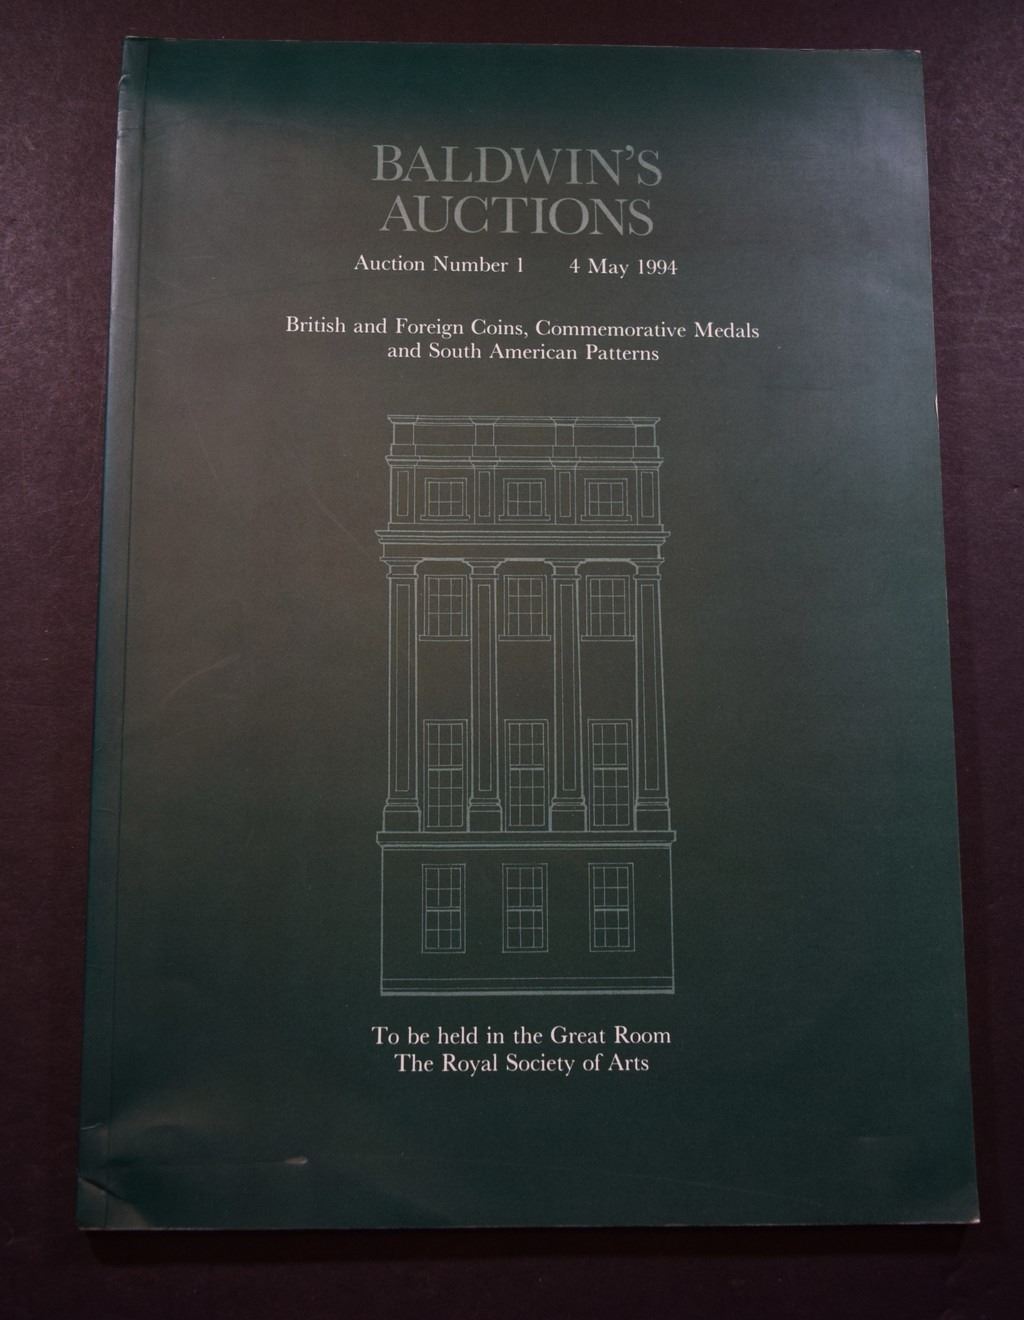 BALDWIN'S
AUCTIONS
Auction Number 1 4 May 1994
British and Foreign Coins, Commemorative Medals
and South American Patterns
To be held in the Great Room
The Royal Society of Arts